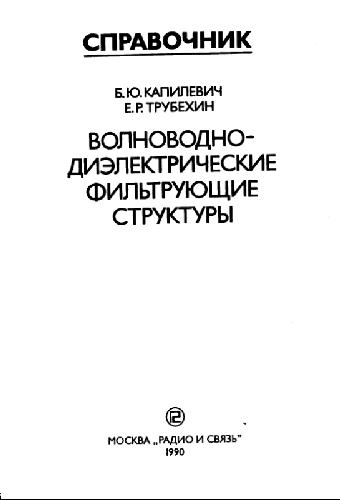 СПРАВОЧНИК
Б.Ю. КАПИЛЕВИЧ
Е.Р. ТРУБЕХИН
ВОЛНОВОДНО-
ДИЭЛЕКТРИЧЕСКИЕ
ФИЛЬТРУЮЩИЕ
СТРУКТУРЫ
МОСКВА „РАДИО И СВЯЗЬ"
1990